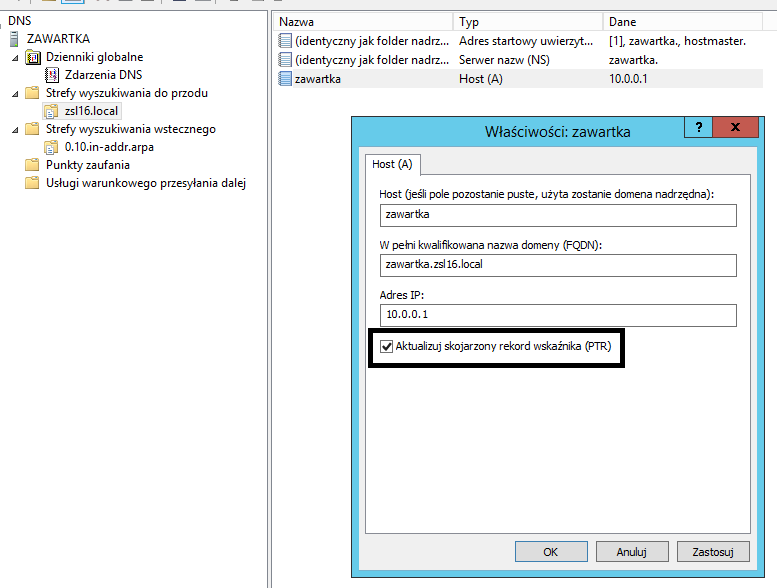 DNS
ZAWARTKA
Dzienniki globalne
Zdarzenia DNS
Strefy wyszukiwania do przodu
zsl16.local
Strefy wyszukiwania wstecznego
0.10.in-addr.arpa
Punkty zaufania
Usługi warunkowego przesyłania dalej
Nazwa Typ Dane
(identyczny jak folder nadrz... Adres startowy uwierzyt... [1], zawartka., hostmaster.
(identyczny jak folder nadrz... Serwer nazw (NS) zawartka.
zawartka Host (A) 10.0.0.1
Właściwości: zawartka ? x
Host (A)
Host (jeśli pole pozostanie puste, użyta zostanie domena nadrzędna):
zawartka
W pełni kwalifikowana nazwa domeny (FQDN):
zawartka.zsl16.local
Adres IP:
10.0.0.1
Aktualizuj skojarzony rekord wskaźnika (PTR)
OK Anuluj Zastosuj